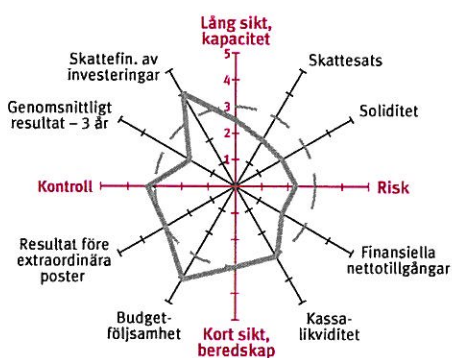 Lång sikt,
kapacitet
5
4
3
2
1
Skattefin. av
investeringar
Skattesats
Genomsnittligt
resultat – 3 år
Soliditet
Kontroll
Risk
Resultat före
extraordinära
poster
Finansiella
nettotillgångar
Budget-
följsamhet
Kassa-
likviditet
Kort sikt,
beredskap